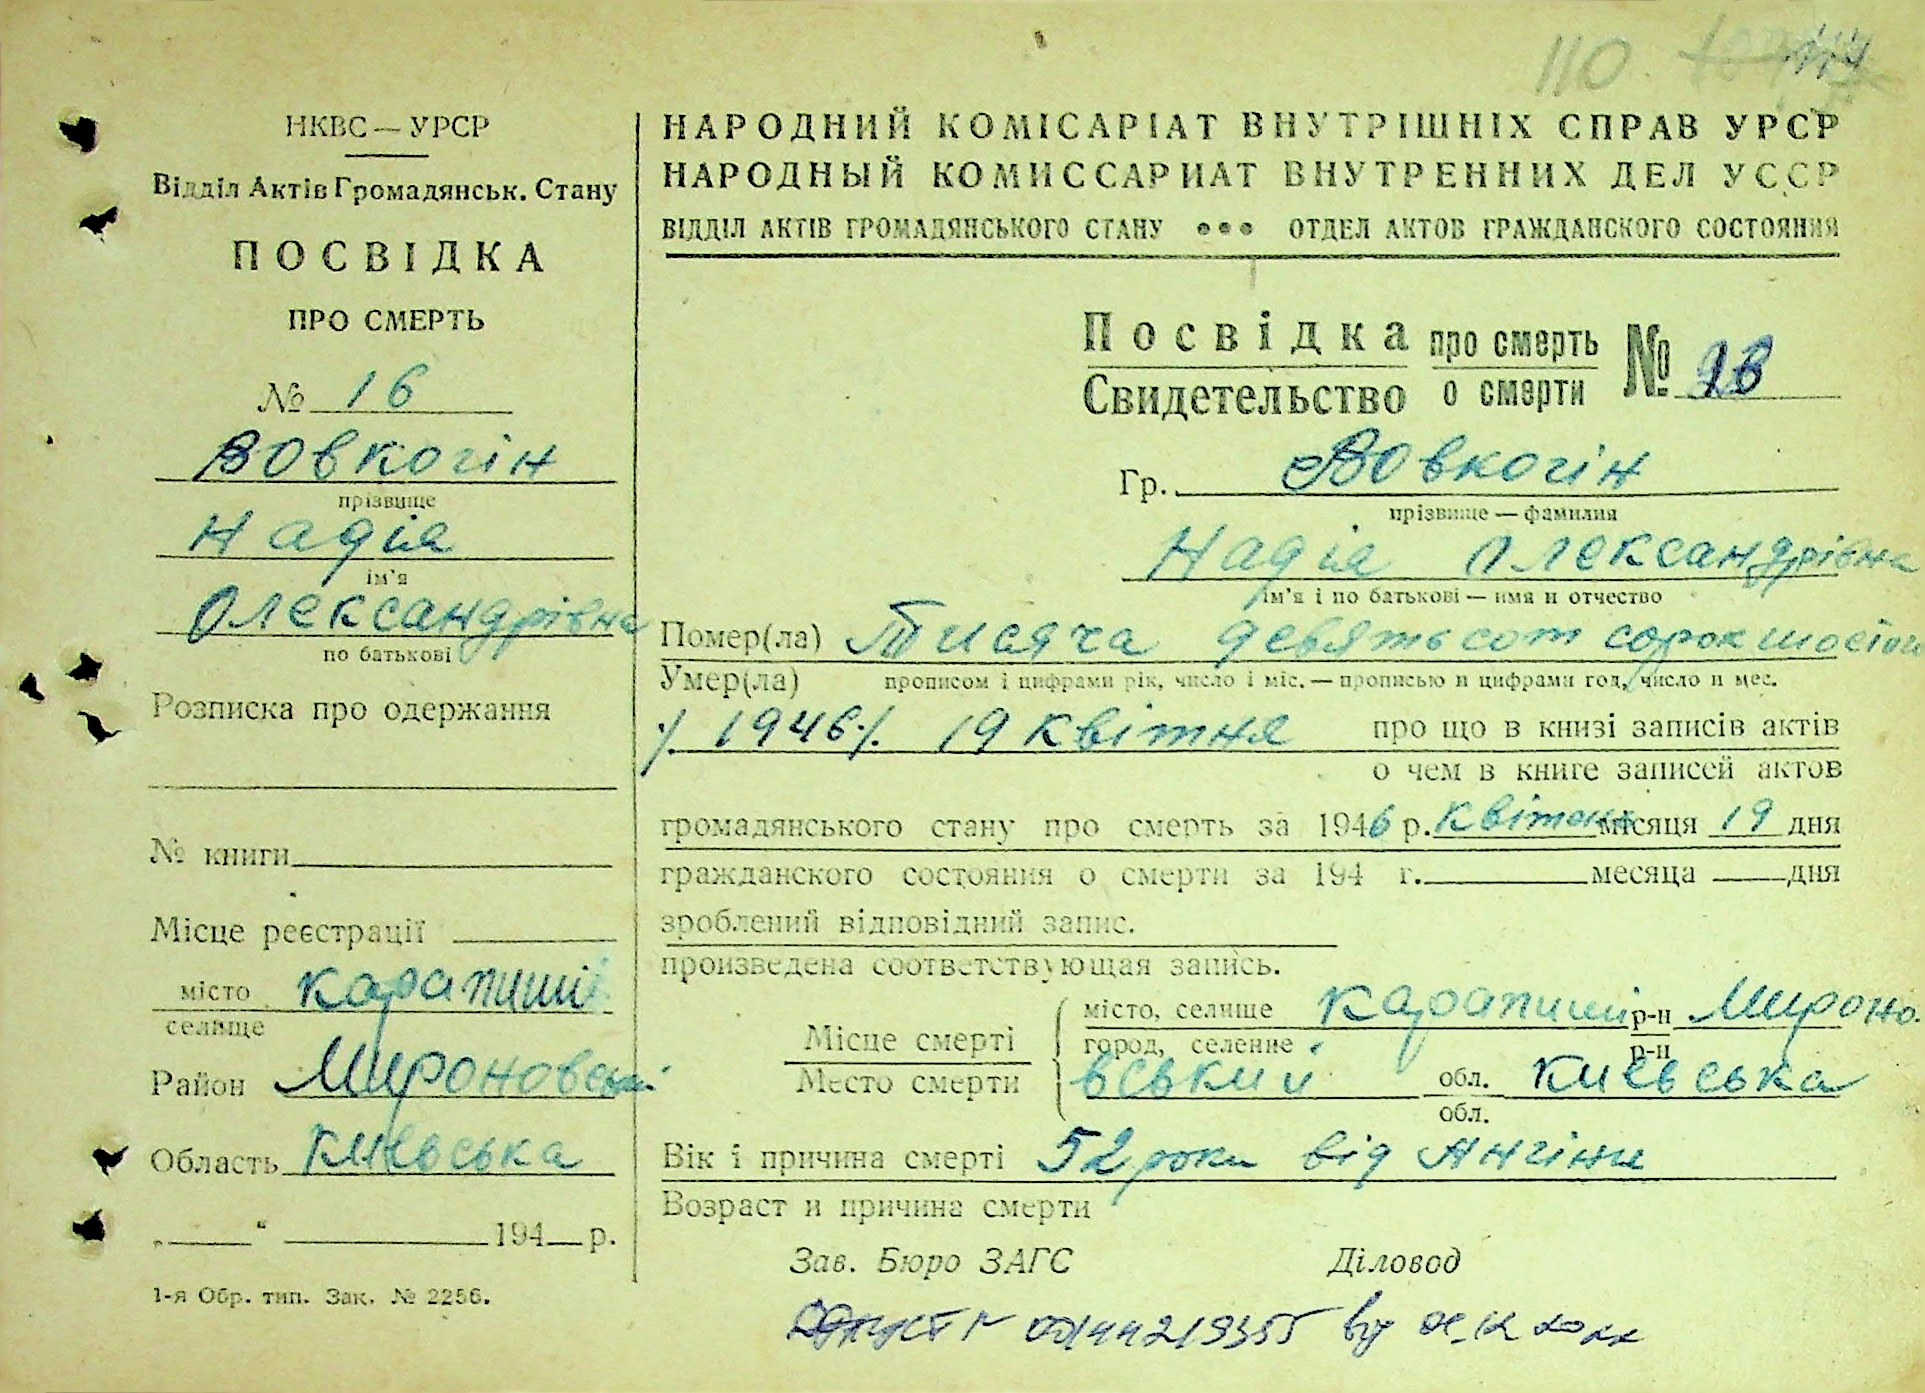 110
НКВС — УРСР
Відділ Актів Громадянськ. Стану
ПОСВІДКА
ПРО СМЕРТЬ
№ 16
Вовкогін
прізвище
Надія
ім'я
Олександрівна
по батькові
Розписка про одержання
№ книги
Місце реєстрації
місто Карапиші
селище
Район Мироновський
Область Київська
„ “ 194 р.
1-я Обр. тип. Зак. № 2256.
НАРОДНИЙ КОМІСАРІАТ ВНУТРІШНІХ СПРАВ УРСР
НАРОДНЫЙ КОМИССАРИАТ ВНУТРЕННИХ ДЕЛ УССР
ВІДДІЛ АКТІВ ГРОМАДЯНСЬКОГО СТАНУ • • • ОТДЕЛ АКТОВ ГРАЖДАНСКОГО СОСТОЯНИЯ
Посвідка про смерть №
Свидетельство о смерти
Гр. Вовкогін
прізвище — фамилия
Надія Олександрівна
ім'я і по батькові — имя и отчество
Помер(ла) Тисяча девятьсот сорок шостий
Умер(ла) прописом і цифрами рік, число і міс. — прописью и цифрами год, число и мес.
/. 1946/. 19 квітня про що в книзі записів актів
о чем в книге записей актов
громадянського стану про смерть за 1946 р. квітень місяця 19 дня
гражданского состояния о смерти за 194 г. месяца дня
зроблений відповідний запис.
произведена соответствующая запись.
Місце смерті місто, селище Карапиши р-н Мироно-
Место смерти город, селение р-н
вський обл. Київська
обл.
Вік і причина смерті 52 роки від Ангіни
Возраст и причина смерти
Зав. Бюро ЗАГС Діловод